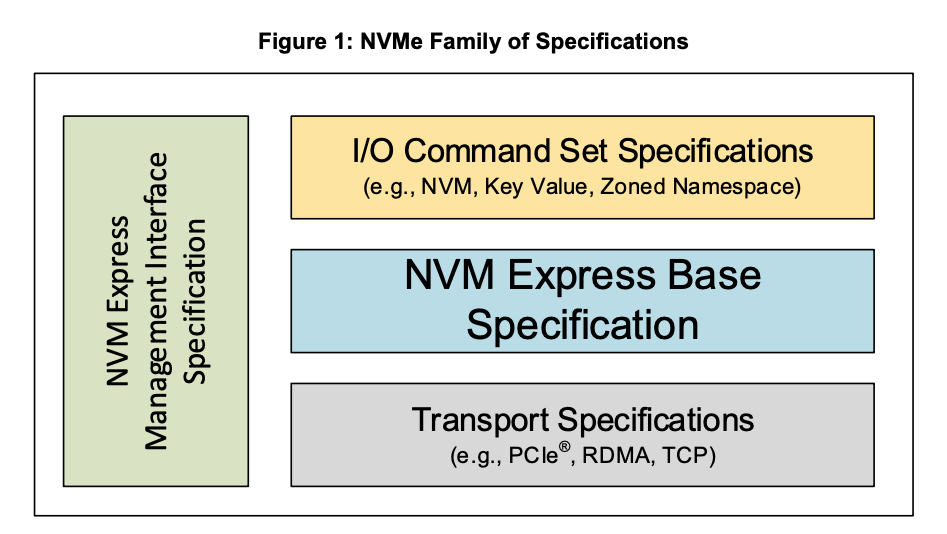 Figure 1: NVMe Family of Specifications
NVM Express
Management Interface
Specification
I/O Command Set Specifications
(e.g., NVM, Key Value, Zoned Namespace)
NVM Express Base
Specification
Transport Specifications
(e.g., PCIe®, RDMA, TCP)